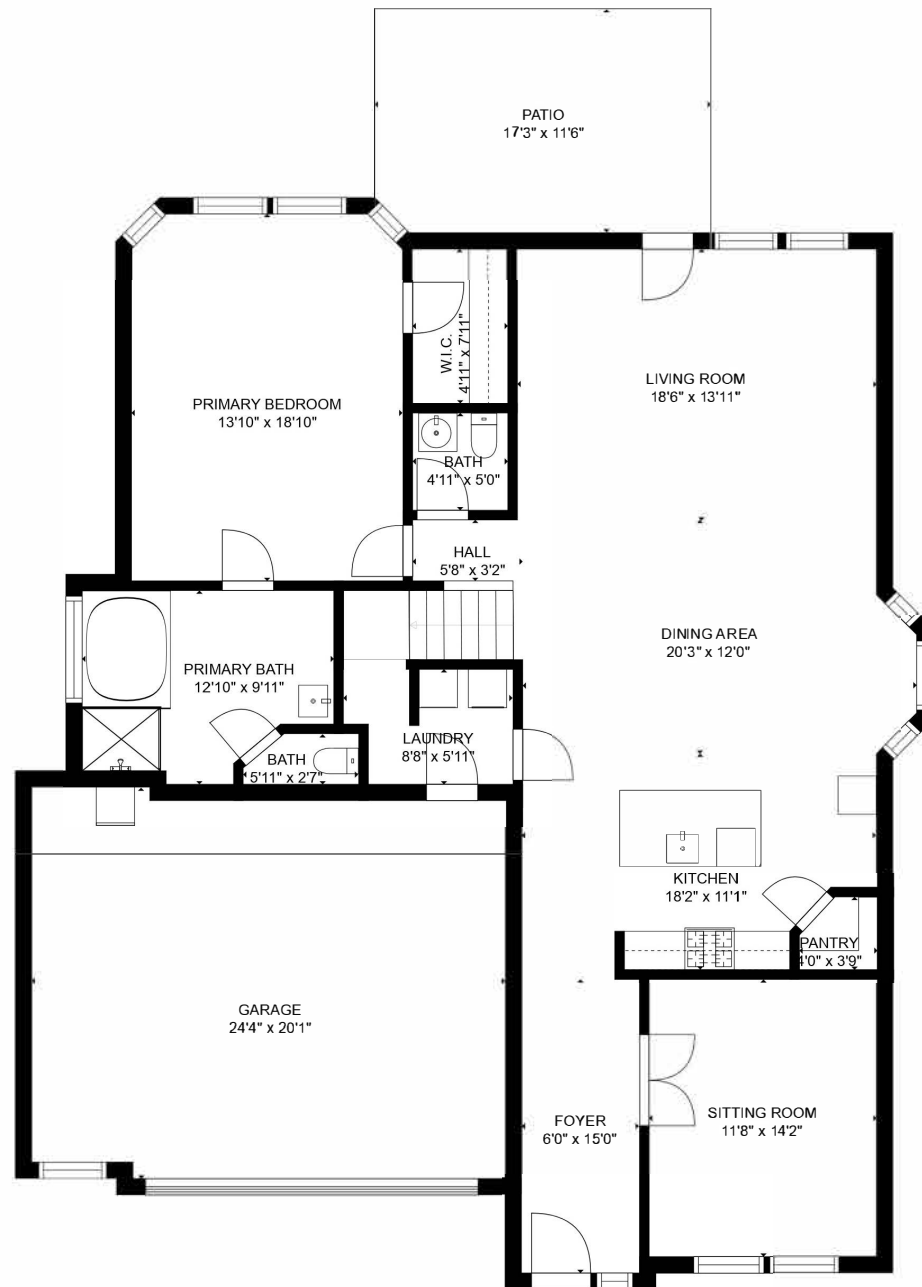 PATIO
17'3" x 11'6"
W.I.C.
4'11" x 7'11"
LIVING ROOM
18'6" x 13'11"
PRIMARY BEDROOM
13'10" x 18'10"
BATH
4'11" x 5'0"
HALL
5'8" x 3'2"
DINING AREA
20'3" x 12'0"
PRIMARY BATH
12'10" x 9'11"
LAUNDRY
8'8" x 5'11"
BATH
5'11" x 2'7"
KITCHEN
18'2" x 11'1"
PANTRY
4'0" x 3'9"
GARAGE
24'4" x 20'1"
FOYER
6'0" x 15'0"
SITTING ROOM
11'8" x 14'2"